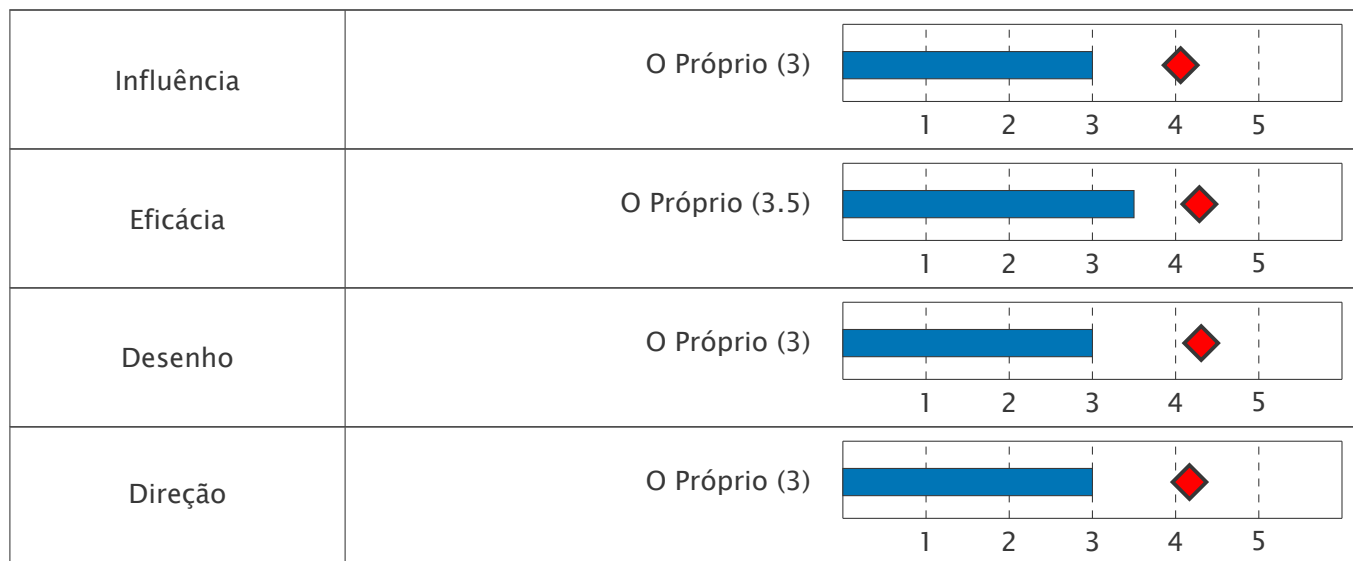 Influência
O Próprio (3)
1 2 3 4 5
Eficácia
O Próprio (3.5)
1 2 3 4 5
Desenho
O Próprio (3)
1 2 3 4 5
Direção
O Próprio (3)
1 2 3 4 5